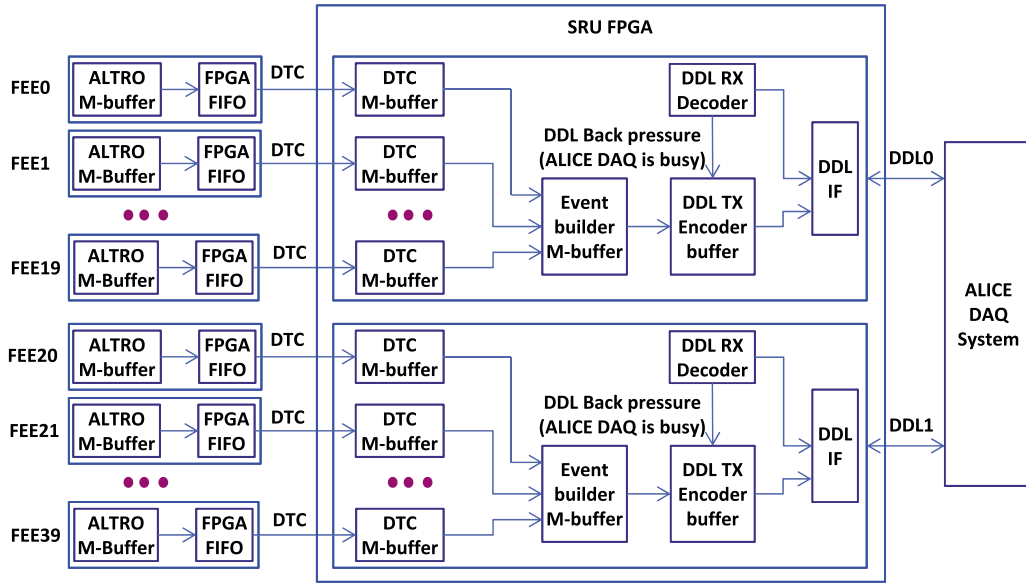 SRU FPGA
FEE0
ALTRO
M-buffer
FPGA
FIFO
DTC
DTC
M-buffer
DDL RX
Decoder
FEE1
ALTRO
M-Buffer
FPGA
FIFO
DTC
DTC
M-buffer
DDL Back pressure
(ALICE DAQ is busy)
Event
builder
M-buffer
DDL TX
Encoder
buffer
DDL
IF
DDL0
FEE19
ALTRO
M-Buffer
FPGA
FIFO
DTC
DTC
M-buffer
ALICE
DAQ
System
FEE20
ALTRO
M-buffer
FPGA
FIFO
DTC
DTC
M-buffer
DDL RX
Decoder
FEE21
ALTRO
M-Buffer
FPGA
FIFO
DTC
DTC
M-buffer
DDL Back pressure
(ALICE DAQ is busy)
Event
builder
M-buffer
DDL TX
Encoder
buffer
DDL
IF
DDL1
FEE39
ALTRO
M-Buffer
FPGA
FIFO
DTC
DTC
M-buffer